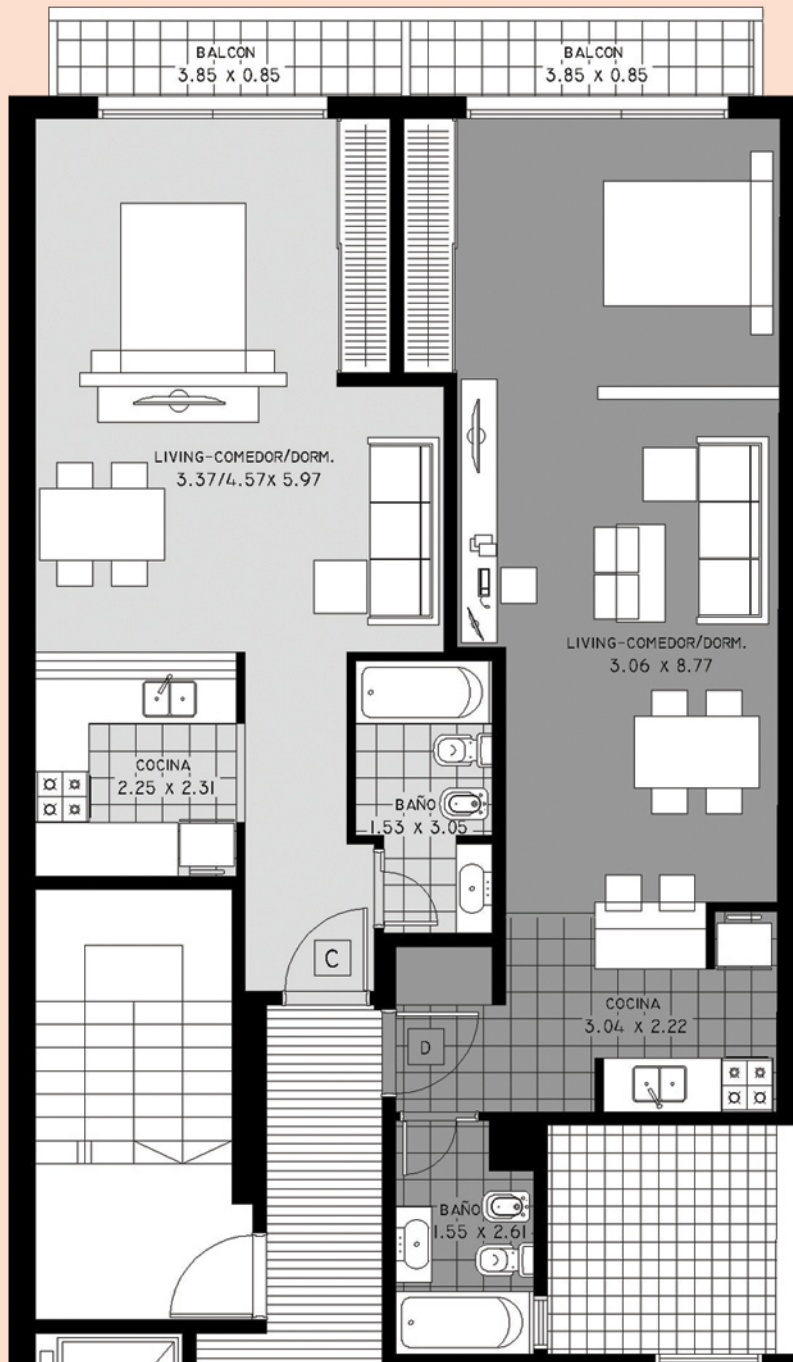 BALCON
3.85 x 0.85
BALCON
3.85 x 0.85
LIVING-COMEDOR/DORM.
3.37/4.57x 5.97
LIVING-COMEDOR/DORM.
3.06 x 8.77
COCINA
2.25 x 2.31
BAÑO
1.53 x 3.05
C
COCINA
3.04 x 2.22
D
BAÑO
1.55 x 2.61